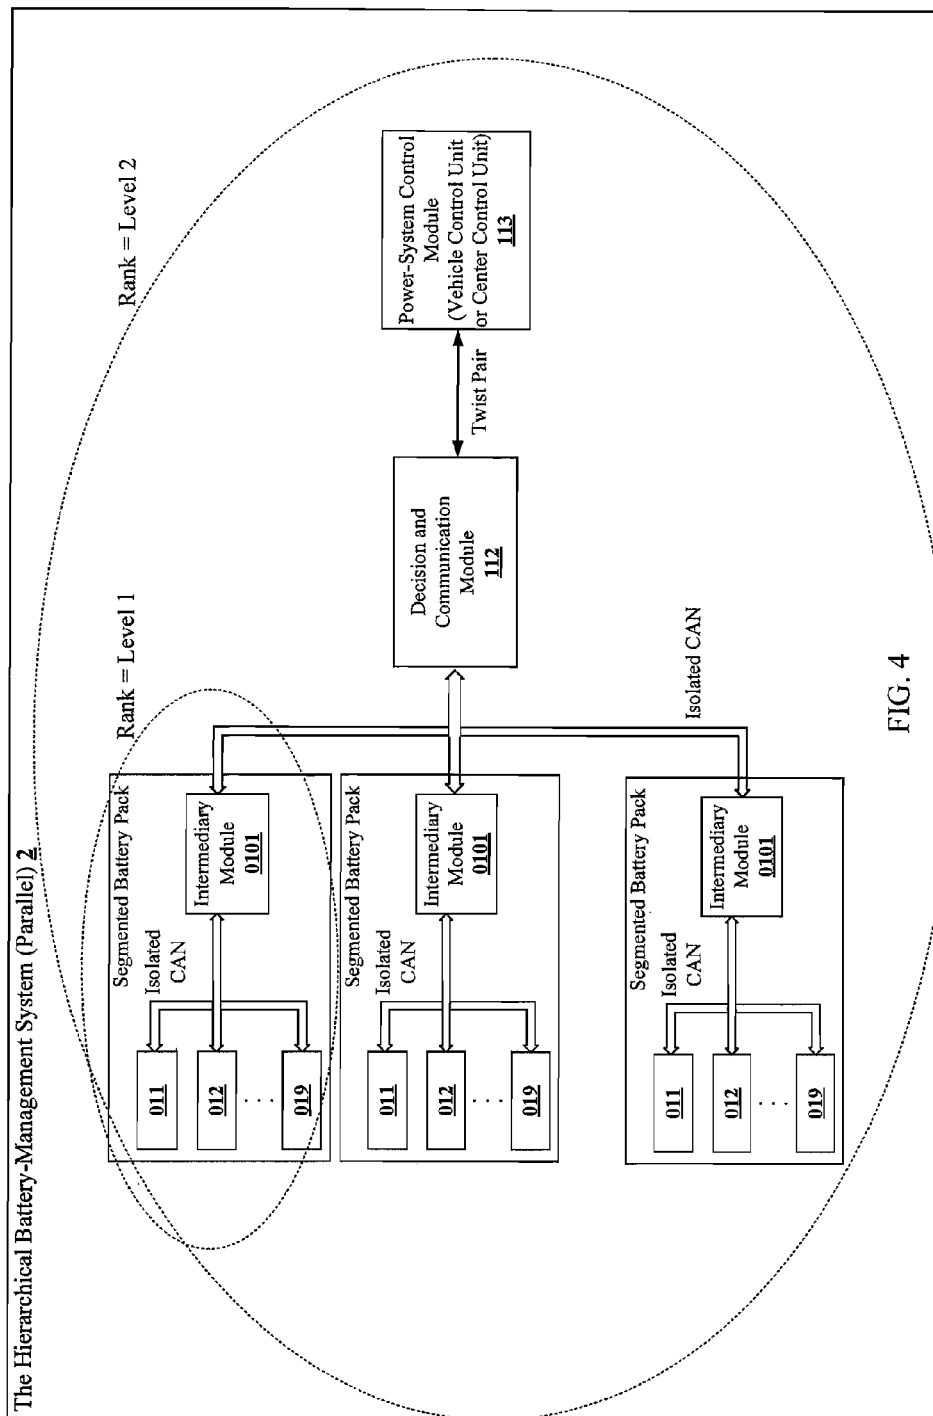 The Hierarchical Battery-Management System (Parallel) 2
Rank = Level 1
Rank = Level 2
Segmented Battery Pack
Isolated
CAN
011
012
. . . .
019
Intermediary
Module
0101
Segmented Battery Pack
Isolated
CAN
011
012
. . . .
019
Intermediary
Module
0101
Segmented Battery Pack
Isolated
CAN
011
012
. . . .
019
Intermediary
Module
0101
Isolated CAN
Decision and
Communication
Module
112
Twist Pair
Power-System Control
Module
(Vehicle Control Unit
or Center Control Unit)
113
FIG. 4